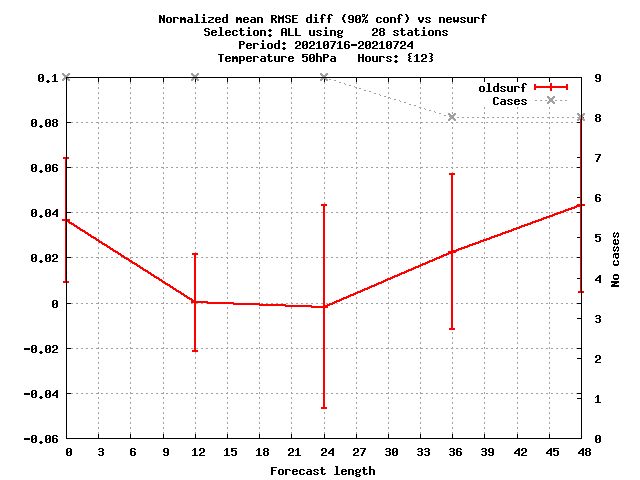 Normalized mean RMSE diff (90% conf) vs newsurf
Selection: ALL using    28 stations
Period: 20210716-20210724
Temperature 50hPa   Hours: {12}
oldsurf
Cases
0.1
0.08
0.06
0.04
0.02
0
-0.02
-0.04
-0.06
9
8
7
6
5
4
3
2
1
0
No cases
0 3 6 9 12 15 18 21 24 27 30 33 36 39 42 45 48
Forecast length